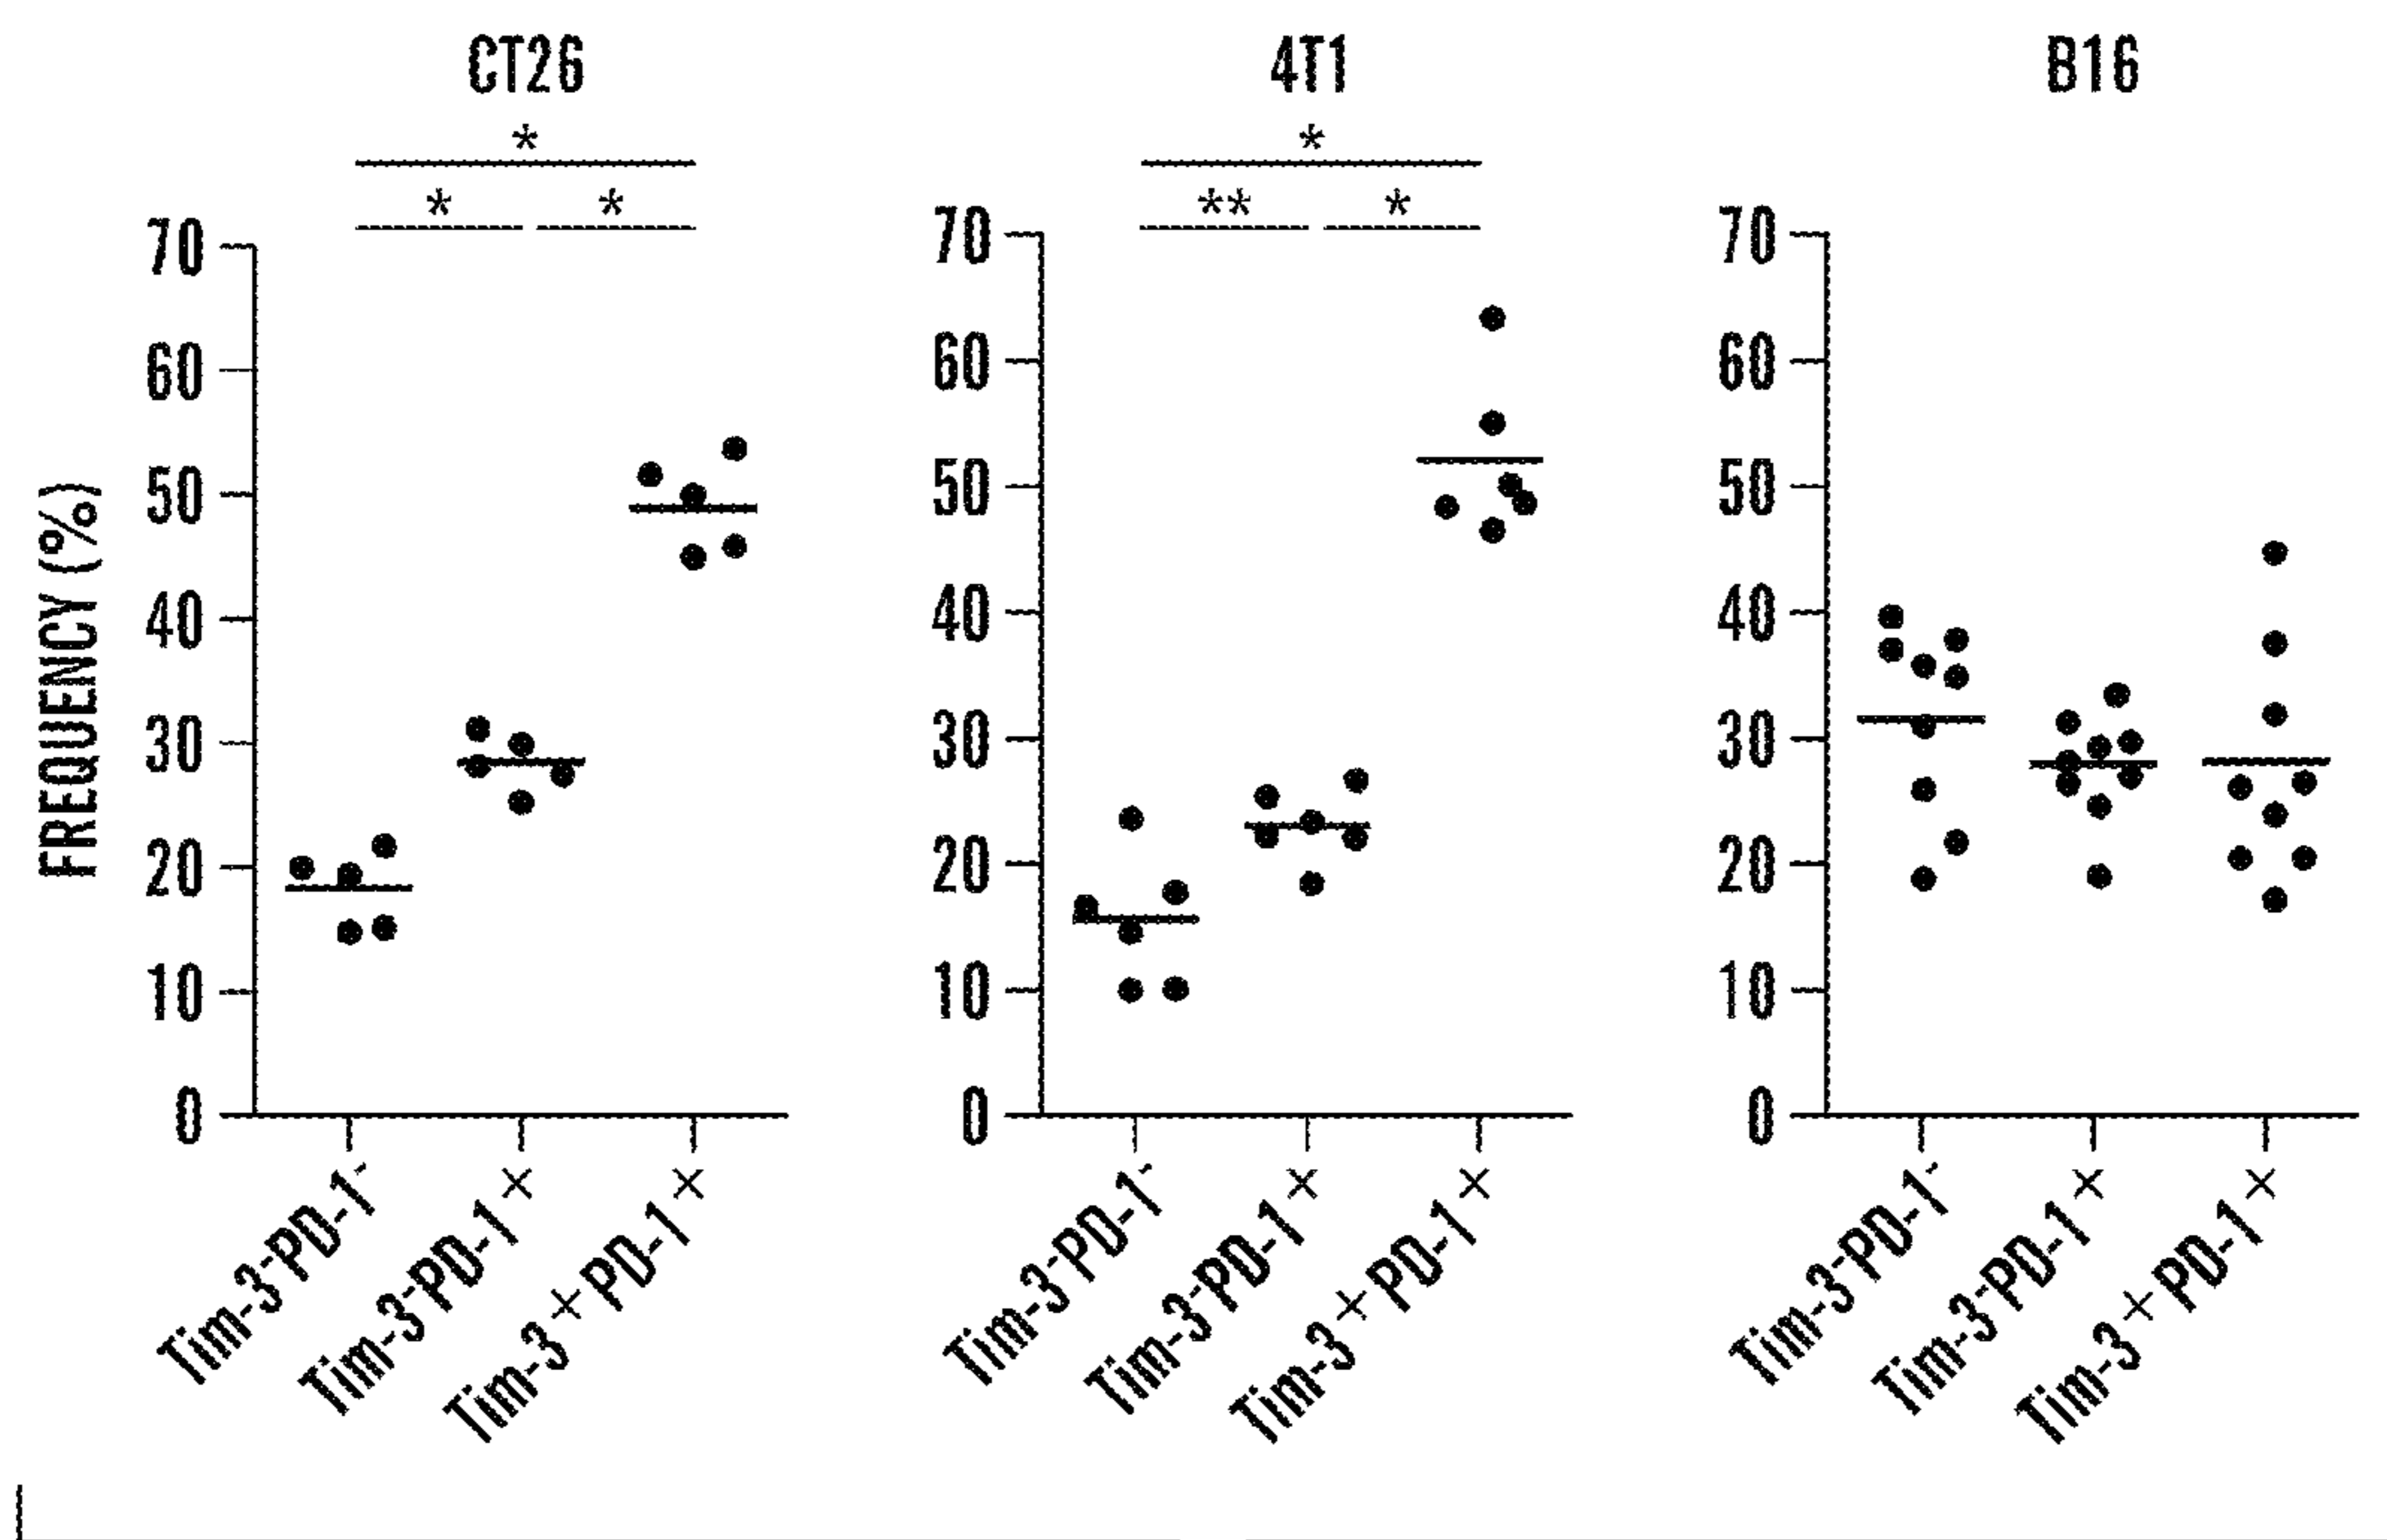 CT26
*
* *
70
60
50
40
30
20
10
0
FREQUENCY (%)
Tim-3⁻PD-1⁻
Tim-3⁻PD-1+
Tim-3+PD-1+
4T1
*
** *
70
60
50
40
30
20
10
0
Tim-3⁻PD-1⁻
Tim-3⁻PD-1+
Tim-3+PD-1+
B16
70
60
50
40
30
20
10
0
Tim-3⁻PD-1⁻
Tim-3⁻PD-1+
Tim-3+PD-1+